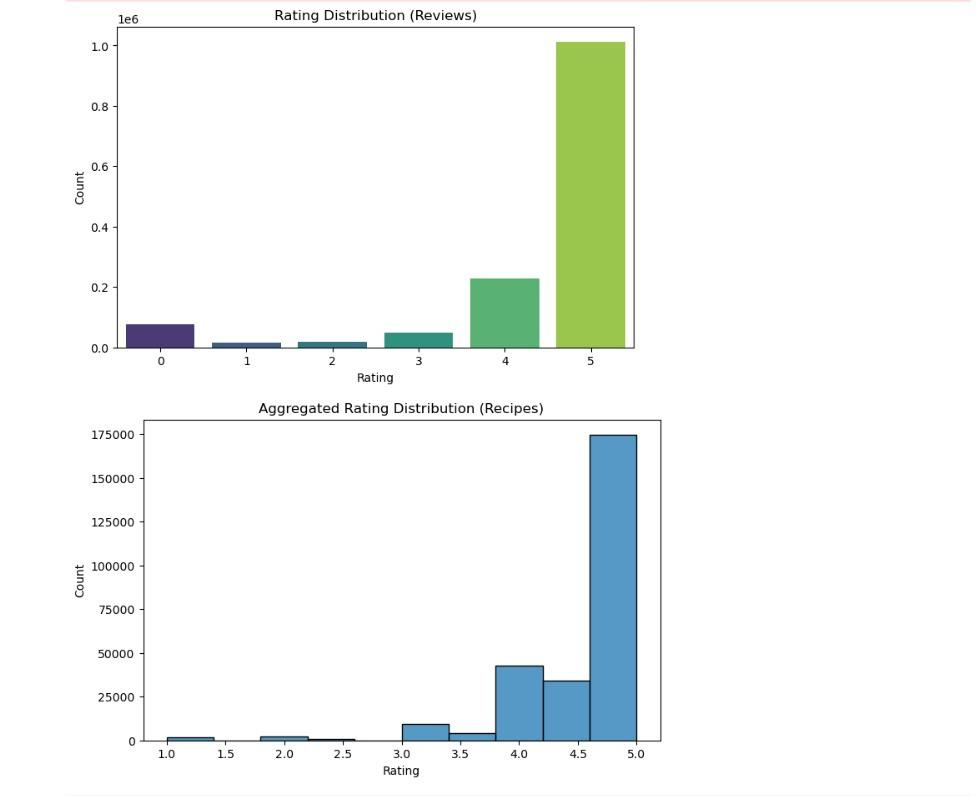 Rating Distribution (Reviews)
1e6
1.0
0.8
0.6
0.4
0.2
0.0
Count
0 1 2 3 4 5
Rating
Aggregated Rating Distribution (Recipes)
175000
150000
125000
100000
75000
50000
25000
0
Count
1.0 1.5 2.0 2.5 3.0 3.5 4.0 4.5 5.0
Rating